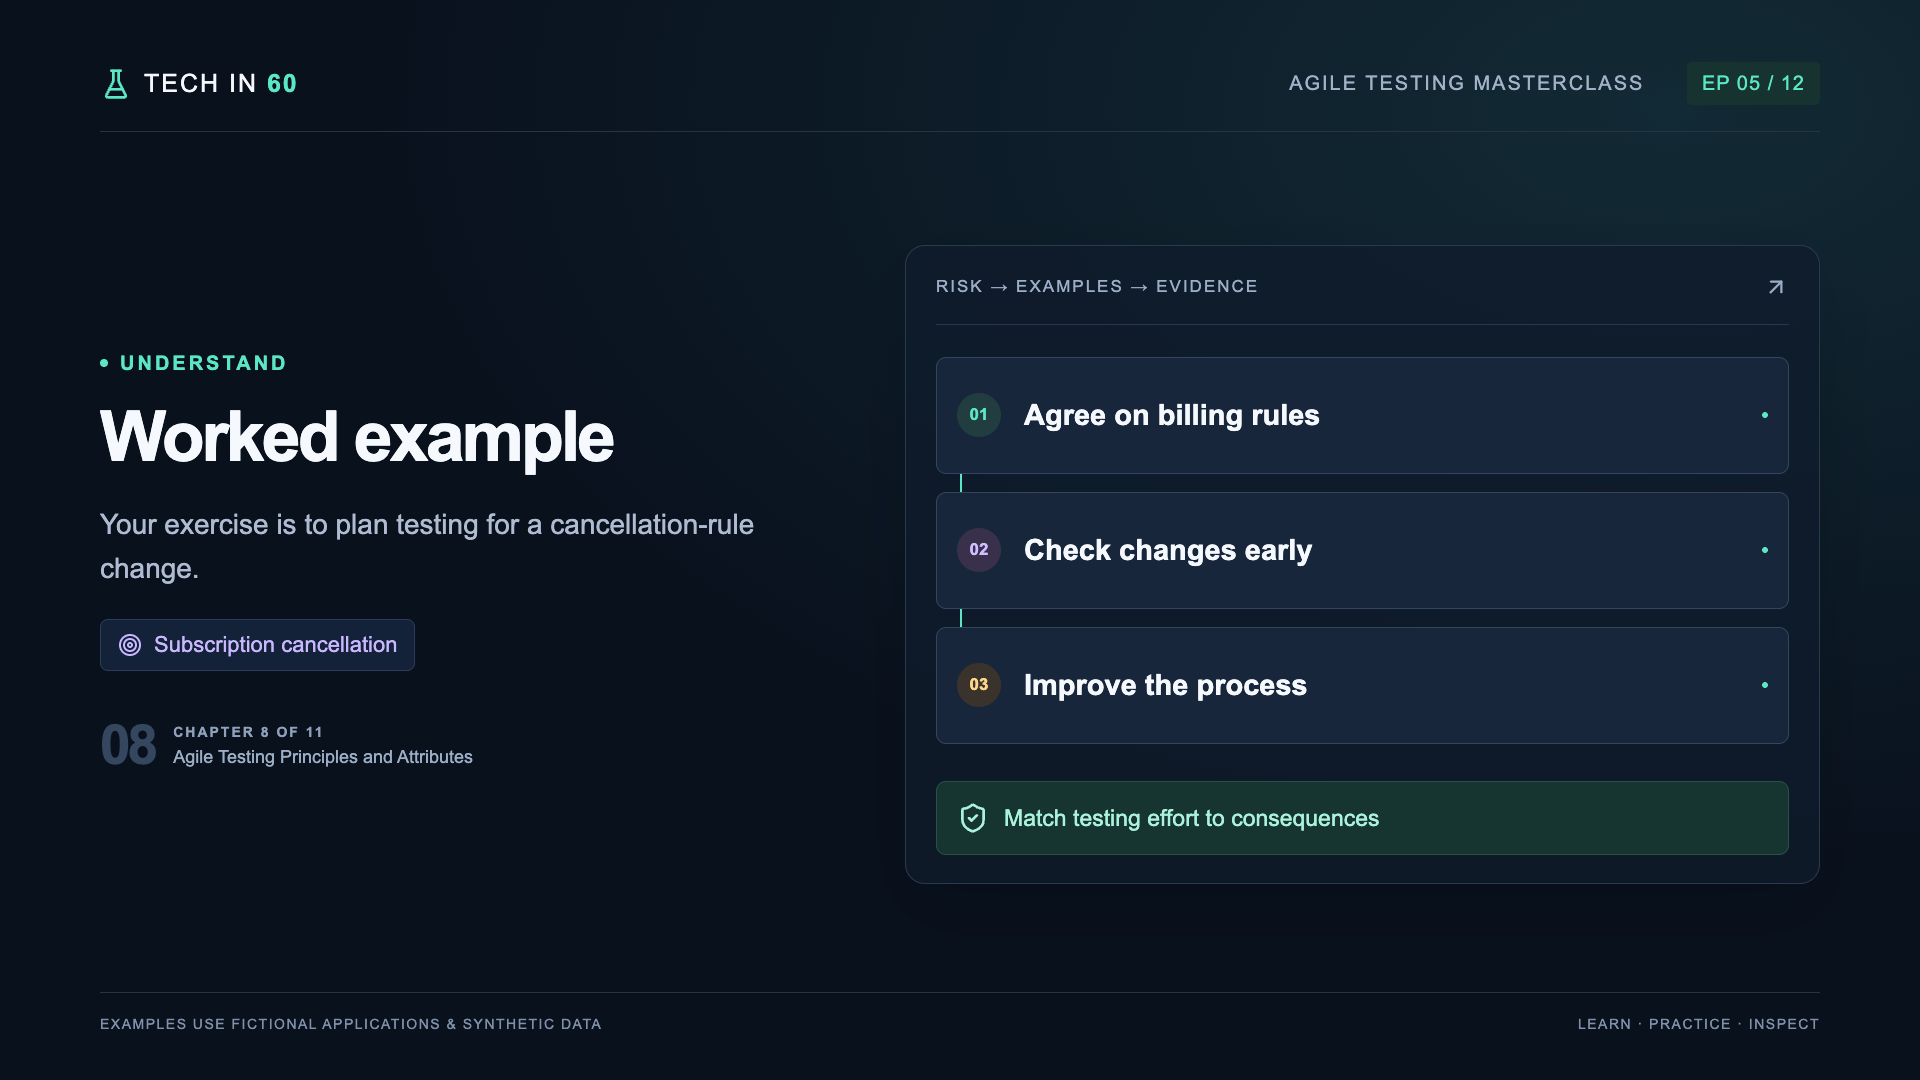 TECH IN 60
AGILE TESTING MASTERCLASS
EP 05 / 12
• UNDERSTAND
Worked example
Your exercise is to plan testing for a cancellation-rule
change.
Subscription cancellation
08
CHAPTER 8 OF 11
Agile Testing Principles and Attributes
RISK → EXAMPLES → EVIDENCE
01 Agree on billing rules
02 Check changes early
03 Improve the process
Match testing effort to consequences
EXAMPLES USE FICTIONAL APPLICATIONS & SYNTHETIC DATA
LEARN · PRACTICE · INSPECT